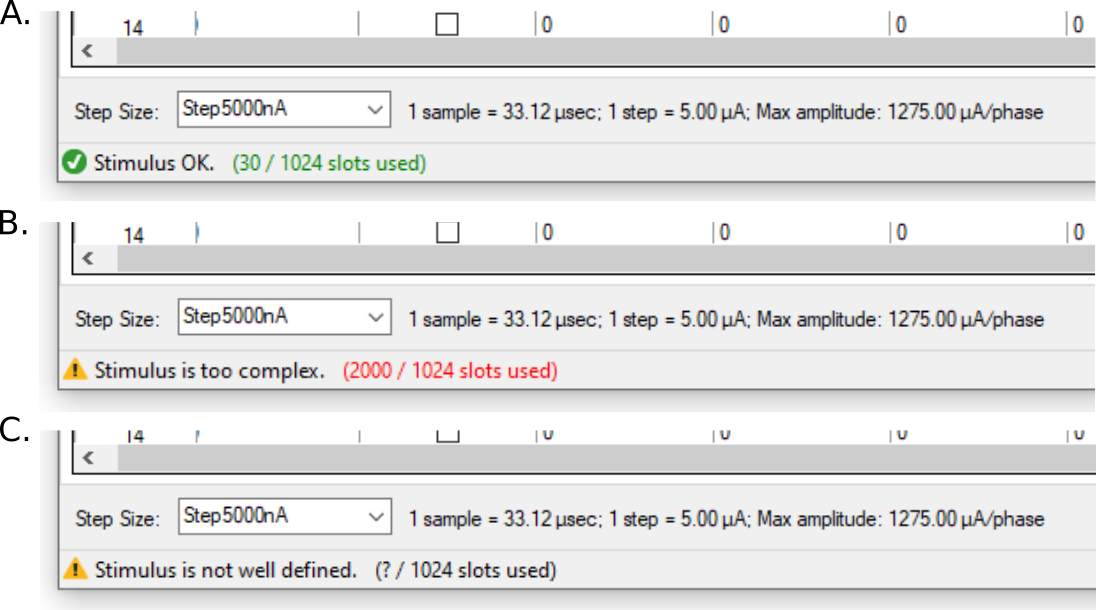 A.
14 0 0 0 0
<
Step Size: Step5000nA 1 sample = 33.12 µsec; 1 step = 5.00 µA; Max amplitude: 1275.00 µA/phase
Stimulus OK. (30 / 1024 slots used)
B.
14 0 0 0 0
<
Step Size: Step5000nA 1 sample = 33.12 µsec; 1 step = 5.00 µA; Max amplitude: 1275.00 µA/phase
Stimulus is too complex. (2000 / 1024 slots used)
C.
14 0 0 0 0
<
Step Size: Step5000nA 1 sample = 33.12 µsec; 1 step = 5.00 µA; Max amplitude: 1275.00 µA/phase
Stimulus is not well defined. (? / 1024 slots used)